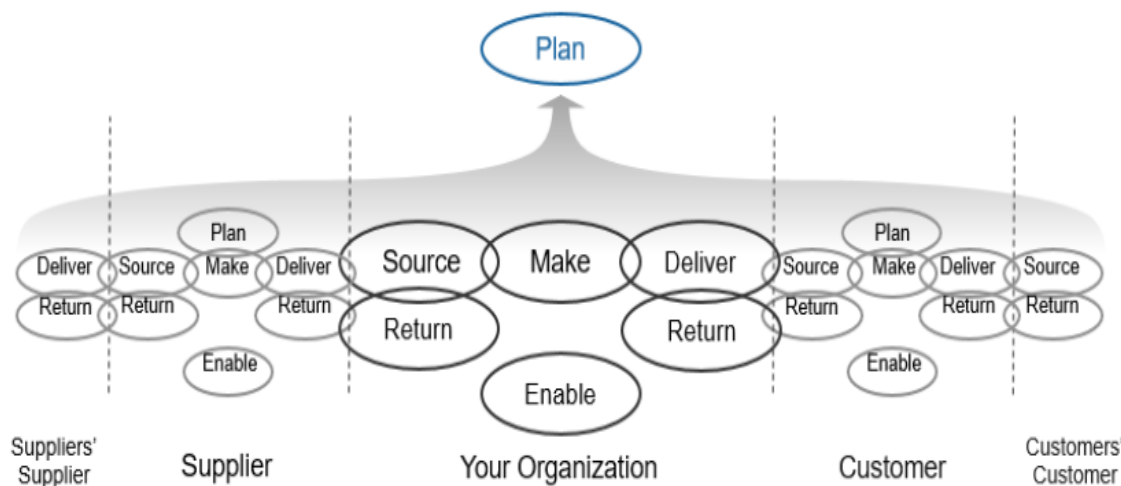 Plan
Plan
Plan
Deliver Source Make Deliver Source Make Deliver Source Make Deliver Source
Return Return Return Return Return Return Return Return
Enable Enable Enable
Suppliers'
Supplier
Supplier
Your Organization
Customer
Customers'
Customer